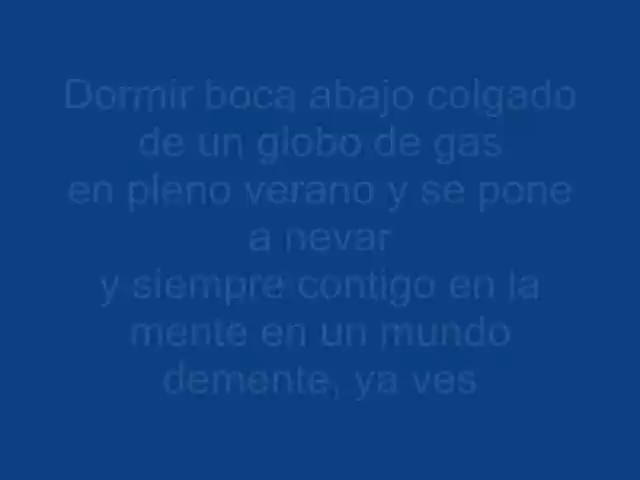 Dormir boca abajo colgado
de un globo de gas
en pleno verano y se pone
a nevar
y siempre contigo en la
mente en un mundo
demente, ya ves